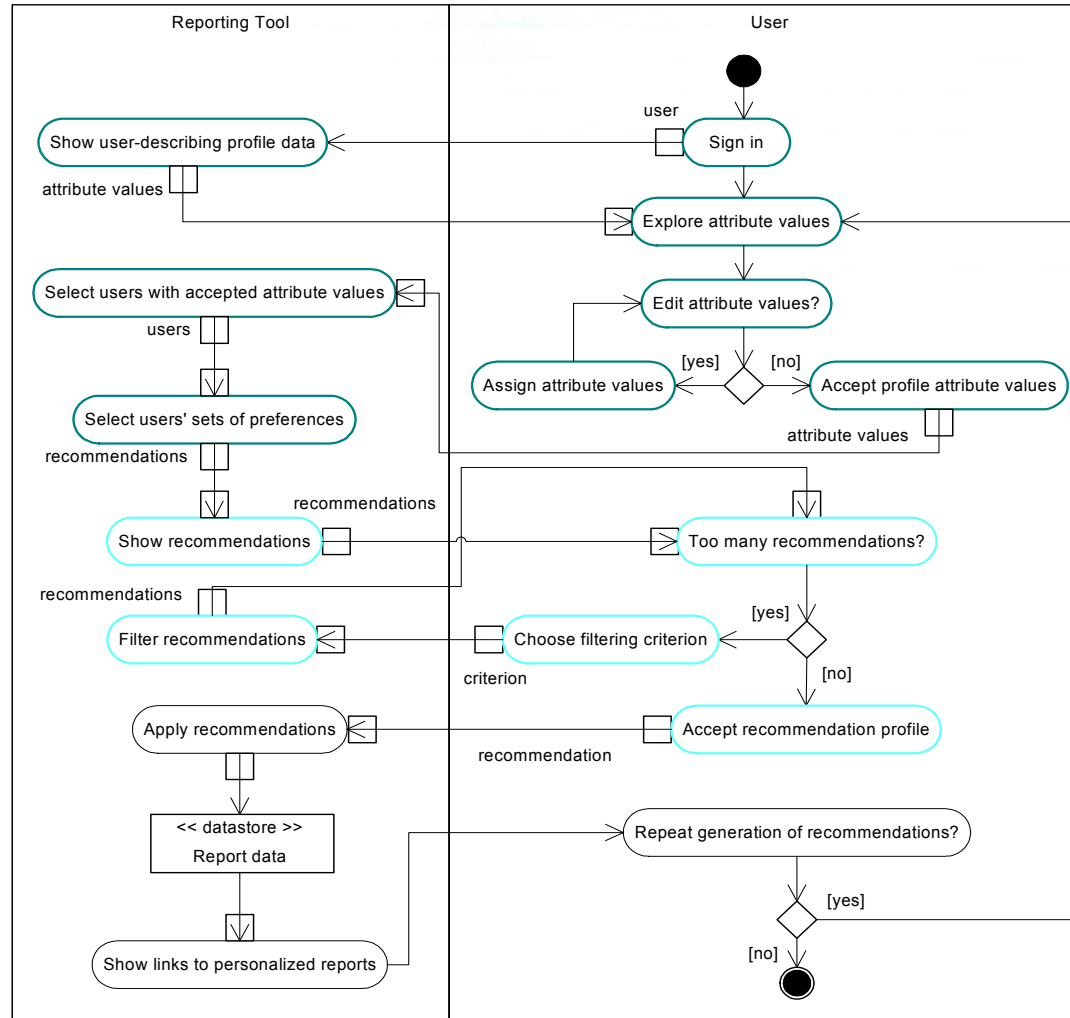 Reporting Tool
User
user
Show user-describing profile data
Sign in
attribute values
Explore attribute values
Select users with accepted attribute values
Edit attribute values?
users
[yes]
[no]
Assign attribute values
Accept profile attribute values
Select users' sets of preferences
attribute values
recommendations
recommendations
Show recommendations
Too many recommendations?
recommendations
[yes]
Filter recommendations
Choose filtering criterion
criterion
[no]
Apply recommendations
Accept recommendation profile
recommendation
<< datastore >>
Report data
Repeat generation of recommendations?
[yes]
[no]
Show links to personalized reports